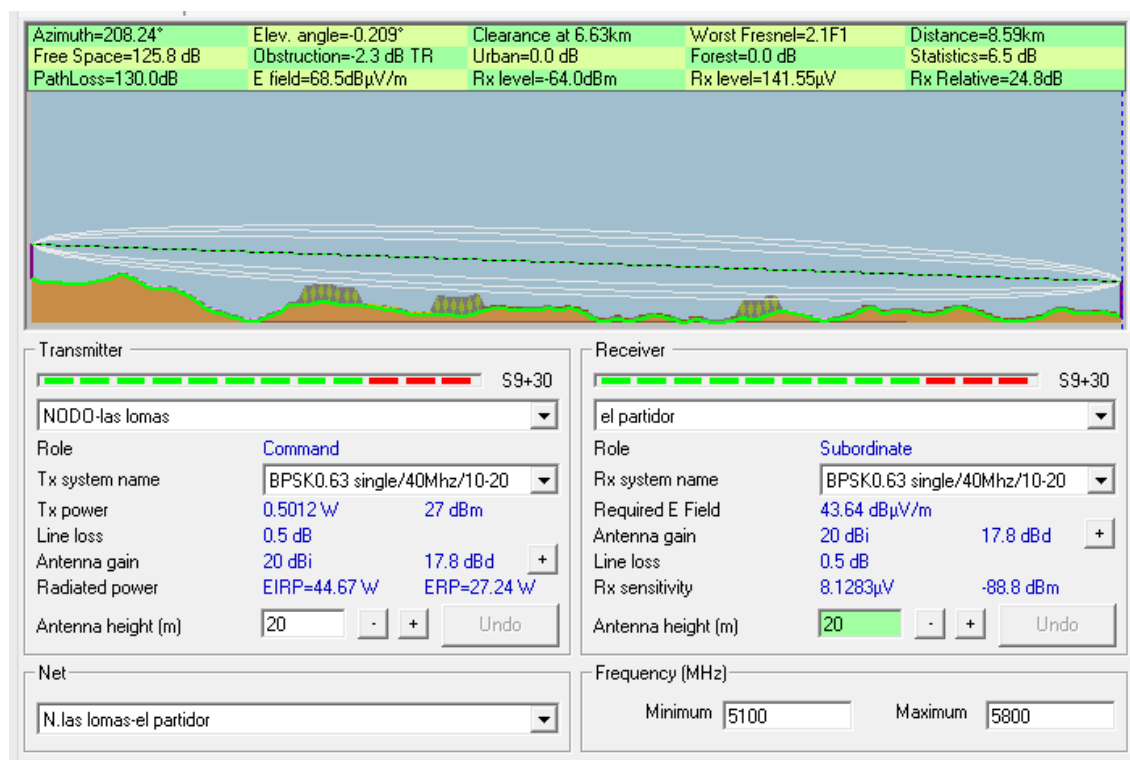 Azimuth=208.24° Elev. angle=-0.209° Clearance at 6.63km Worst Fresnel=2.1F1 Distance=8.59km
Free Space=125.8 dB Obstruction=-2.3 dB TR Urban=0.0 dB Forest=0.0 dB Statistics=6.5 dB
PathLoss=130.0dB E field=68.5dBµV/m Rx level=-64.0dBm Rx level=141.55µV Rx Relative=24.8dB
Transmitter
S9+30
NODO-las lomas
Role Command
Tx system name BPSK0.63 single/40Mhz/10-20
Tx power 0.5012 W 27 dBm
Line loss 0.5 dB
Antenna gain 20 dBi 17.8 dBd +
Radiated power EIRP=44.67 W ERP=27.24 W
Antenna height (m) 20 - + Undo
Receiver
S9+30
el partidor
Role Subordinate
Rx system name BPSK0.63 single/40Mhz/10-20
Required E Field 43.64 dBµV/m
Antenna gain 20 dBi 17.8 dBd +
Line loss 0.5 dB
Rx sensitivity 8.1283µV -88.8 dBm
Antenna height (m) 20 - + Undo
Net
N.las lomas-el partidor
Frequency (MHz)
Minimum 5100 Maximum 5800